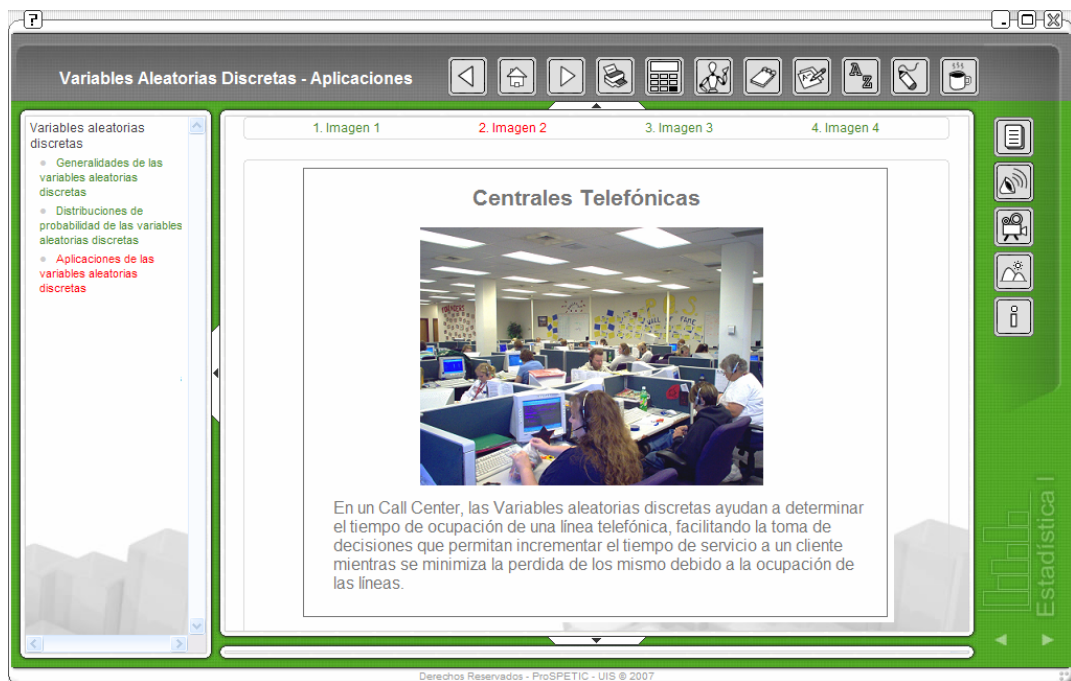 ?
Variables Aleatorias Discretas - Aplicaciones
A
Z
Variables aleatorias
discretas
Generalidades de las
variables aleatorias
discretas
Distribuciones de
probabilidad de las variables
aleatorias discretas
Aplicaciones de las
variables aleatorias
discretas
1. Imagen 1
2. Imagen 2
3. Imagen 3
4. Imagen 4
Centrales Telefónicas
WALL OF FAME
En un Call Center, las Variables aleatorias discretas ayudan a determinar
el tiempo de ocupación de una línea telefónica, facilitando la toma de
decisiones que permitan incrementar el tiempo de servicio a un cliente
mientras se minimiza la perdida de los mismo debido a la ocupación de
las líneas.
i
Estadística I
Derechos Reservados - ProSPETIC - UIS © 2007